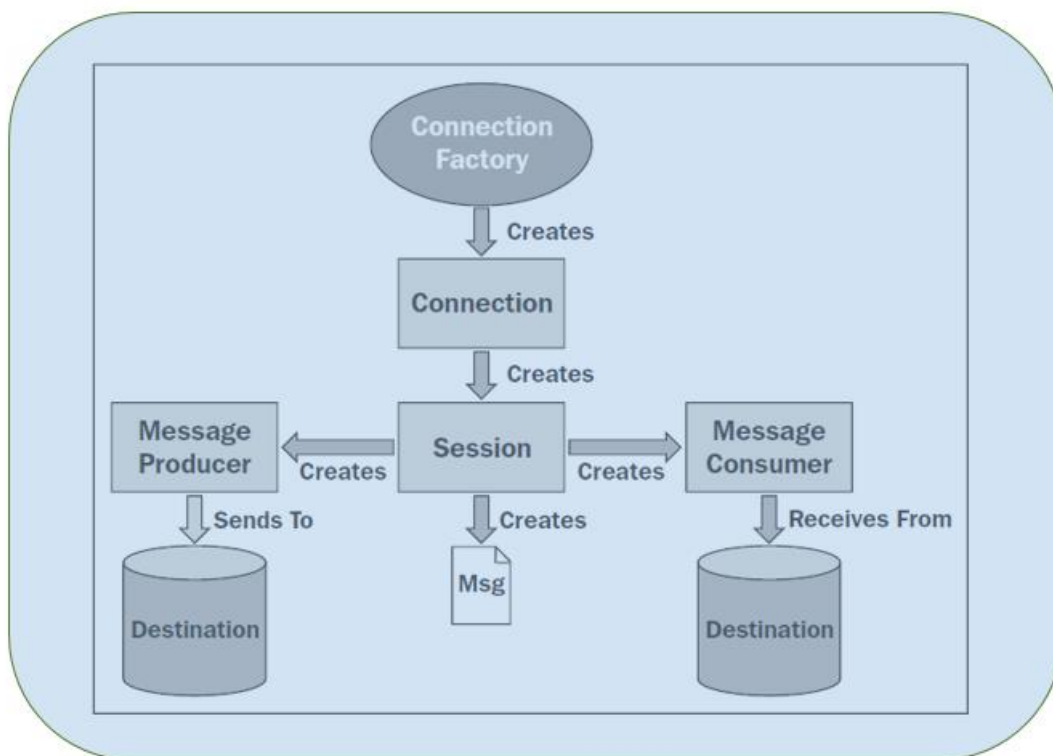 Connection
Factory
Creates
Connection
Creates
Message
Producer
Creates
Session
Creates
Message
Consumer
Sends To
Creates
Receives From
Destination
Msg
Destination